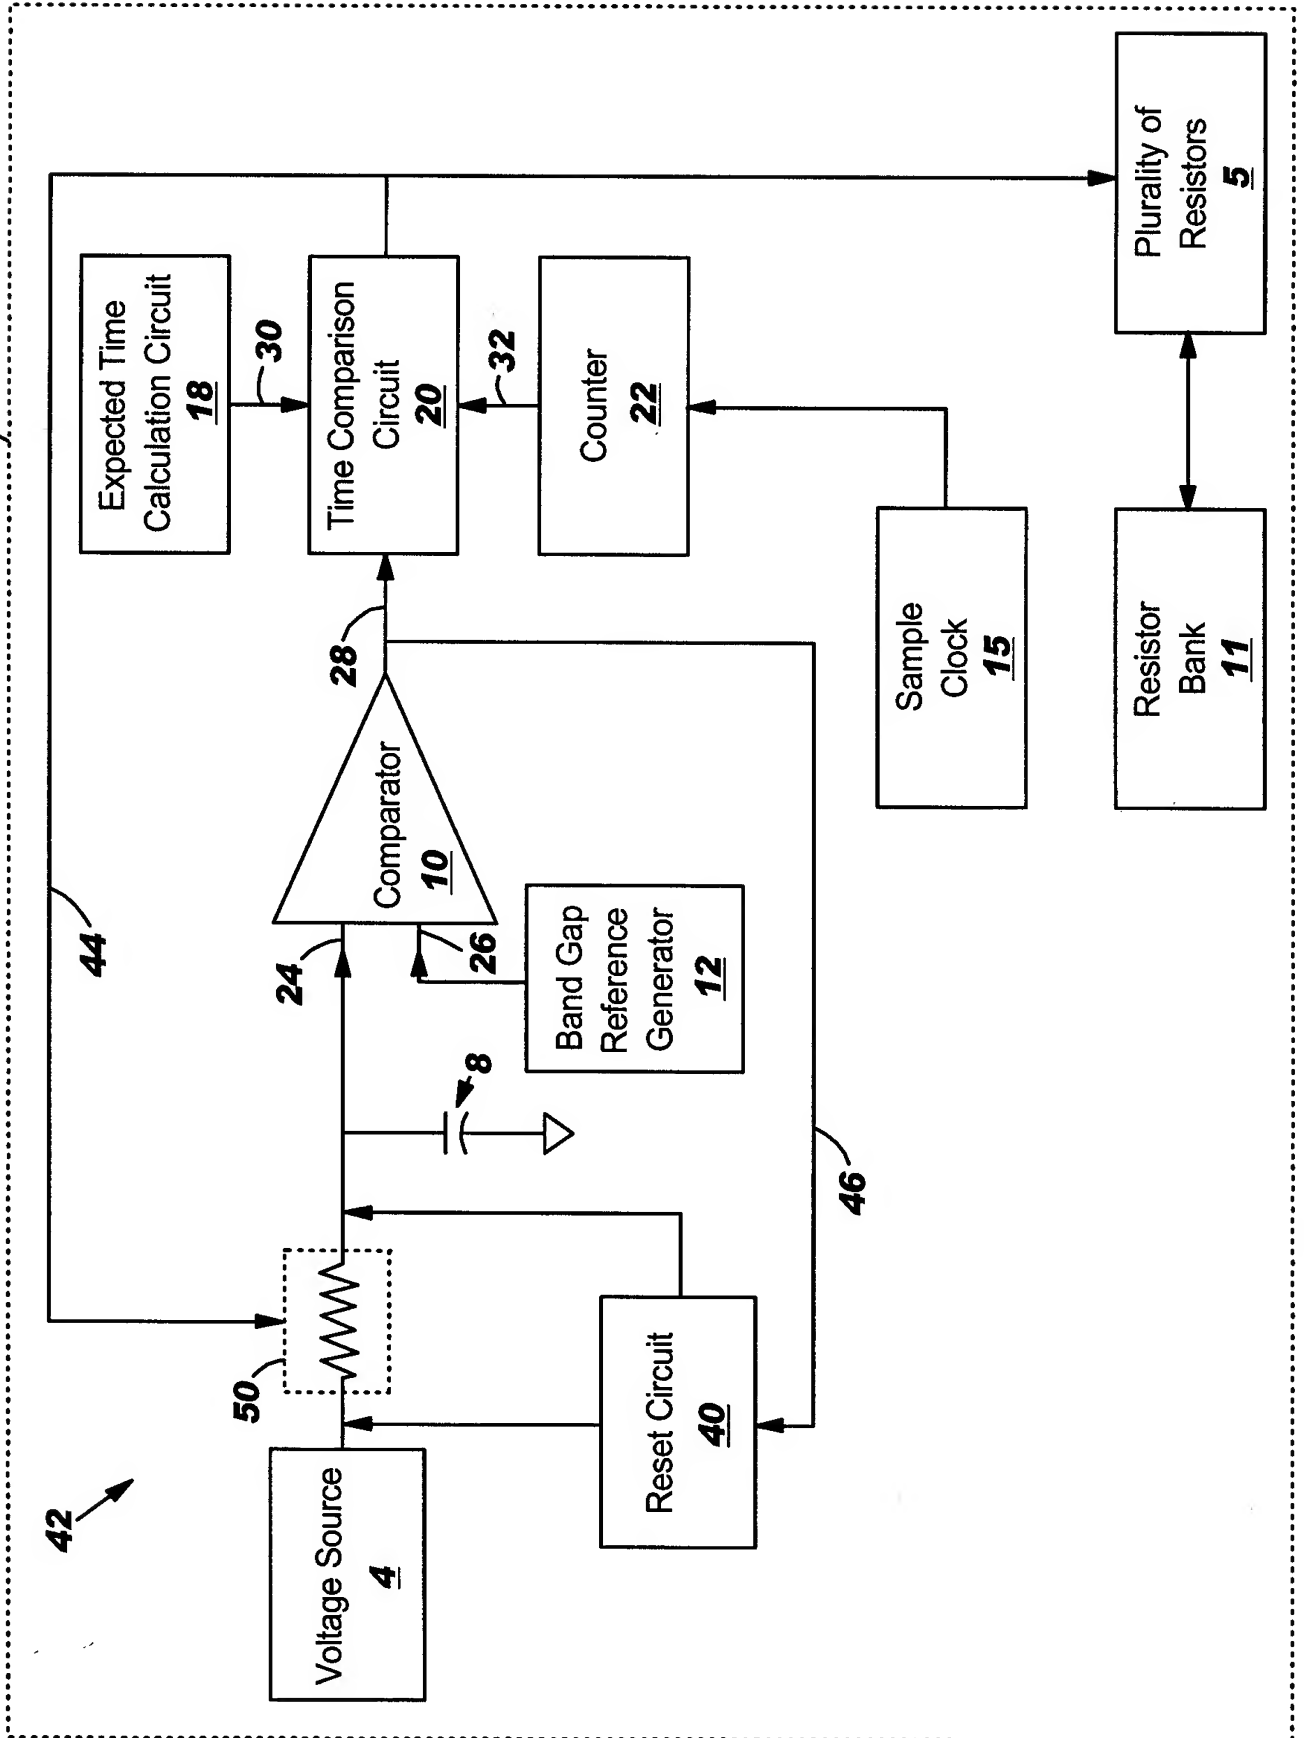 42
Voltage Source
4
50
44
Reset Circuit
40
46
8
24
26
Band Gap
Reference
Generator
12
Comparator
10
28
Expected Time
Calculation Circuit
18
30
Time Comparison
Circuit
20
32
Counter
22
Sample
Clock
15
Resistor
Bank
11
Plurality of
Resistors
5